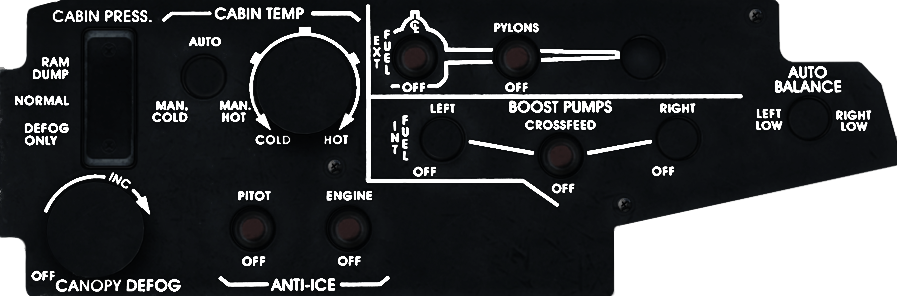 CABIN PRESS.
RAM
DUMP
NORMAL
DEFOG
ONLY
INC
OFF
CANOPY DEFOG
CABIN TEMP
AUTO
MAN.
COLD
MAN.
HOT
COLD
HOT
PITOT
OFF
ENGINE
OFF
ANTI-ICE
EXT
FUEL
CL
OFF
PYLONS
OFF
BOOST PUMPS
INT
FUEL
LEFT
OFF
CROSSFEED
OFF
RIGHT
OFF
AUTO
BALANCE
LEFT
LOW
RIGHT
LOW